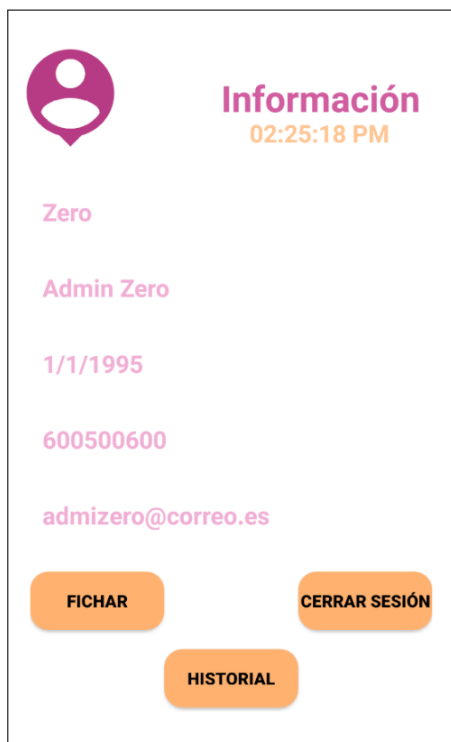 Información
02:25:18 PM
Zero
Admin Zero
1/1/1995
600500600
admizero@correo.es
FICHAR
CERRAR SESIÓN
HISTORIAL